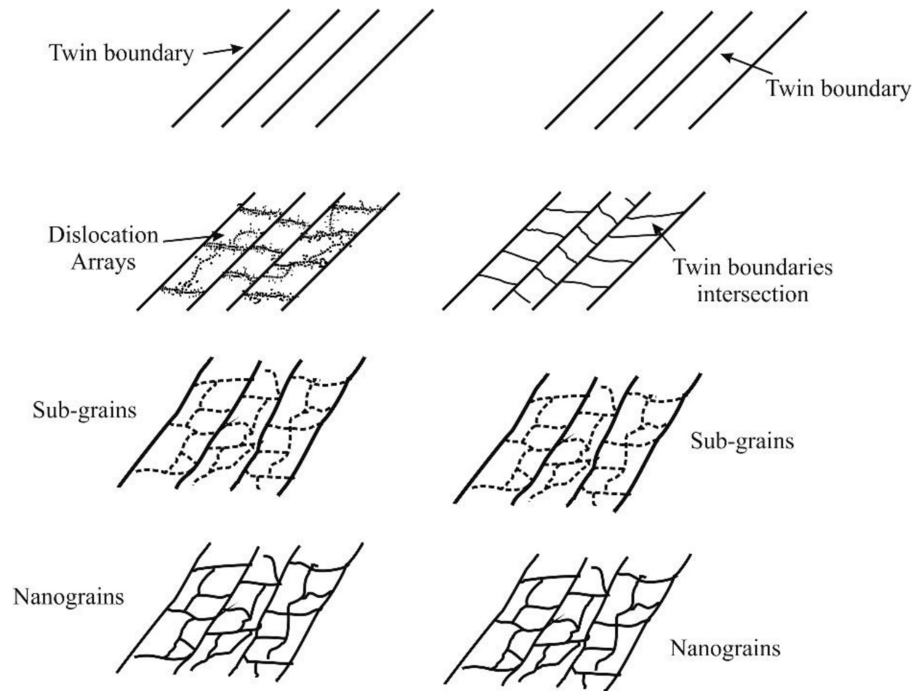 Twin boundary
Twin boundary
Dislocation
Arrays
Twin boundaries
intersection
Sub-grains
Sub-grains
Nanograins
Nanograins